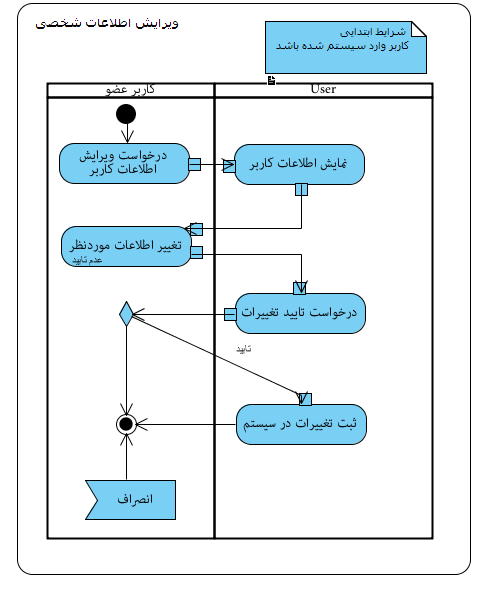 ویرایش اطلاعات شخصی
شرایط ابتدایی
کاربر وارد سیستم شده باشد
کاربر عضو
User
درخواست ویرایش
اطلاعات کاربر
نمایش اطلاعات کاربر
تغییر اطلاعات موردنظر
عدم تایید
درخواست تایید تغییرات
تایید
ثبت تغییرات در سیستم
انصراف